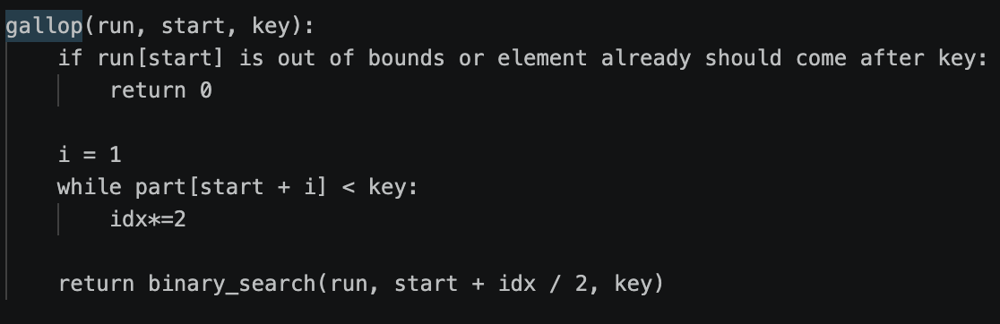 gallop(run, start, key):
    if run[start] is out of bounds or element already should come after key:
        return 0
    i = 1
    while part[start + i] < key:
        idx*=2
    return binary_search(run, start + idx / 2, key)